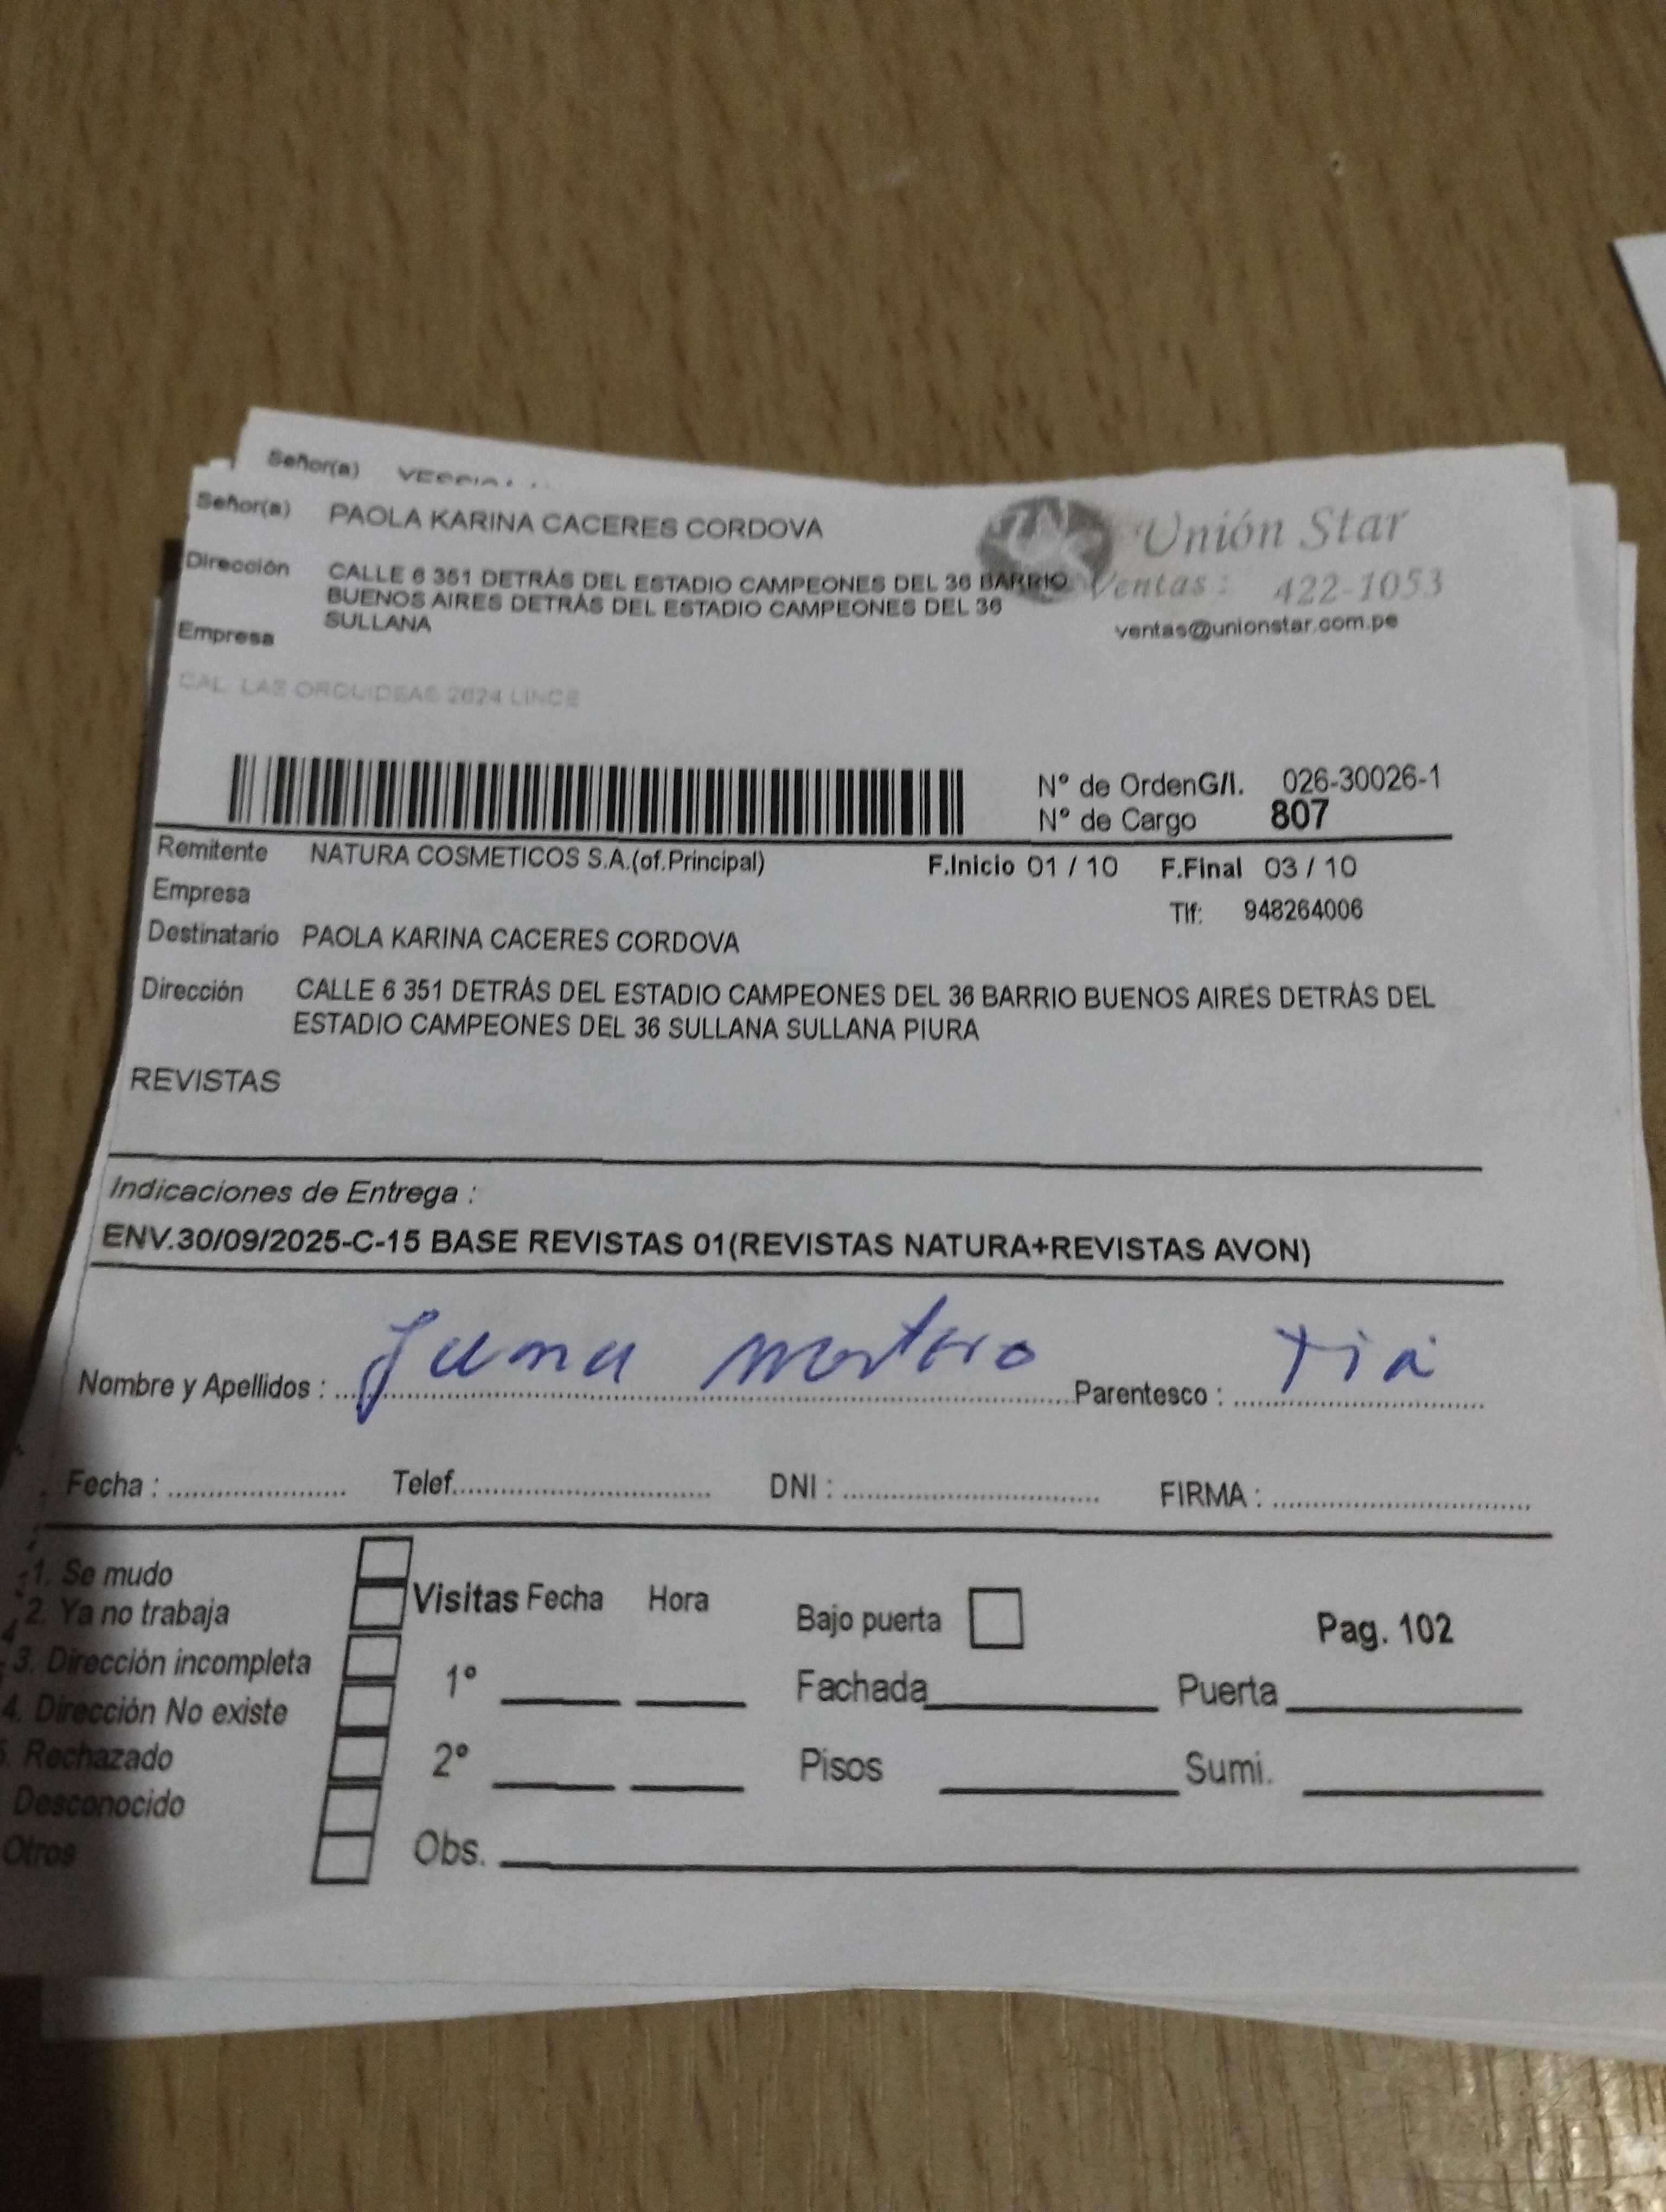 Señor(a)
Señor(a) PAOLA KARINA CACERES CORDOVA
Unión Star
Dirección CALLE 6 351 DETRÁS DEL ESTADIO CAMPEONES DEL 36 BARRIO
BUENOS AIRES DETRÁS DEL ESTADIO CAMPEONES DEL 36
SULLANA
Ventas : 422-1053
ventas@unionstar.com.pe
Empresa
CAL. LAS ORQUIDEAS 2624 LINCE
Nº de OrdenG/I. 026-30026-1
Nº de Cargo 807
Remitente NATURA COSMETICOS S.A.(of.Principal) F.Inicio 01 / 10 F.Final 03 / 10
Empresa Tlf: 948264006
Destinatario PAOLA KARINA CACERES CORDOVA
Dirección CALLE 6 351 DETRÁS DEL ESTADIO CAMPEONES DEL 36 BARRIO BUENOS AIRES DETRÁS DEL
ESTADIO CAMPEONES DEL 36 SULLANA SULLANA PIURA
REVISTAS
Indicaciones de Entrega :
ENV.30/09/2025-C-15 BASE REVISTAS 01(REVISTAS NATURA+REVISTAS AVON)
Nombre y Apellidos : Parentesco : tia
Fecha : Telef. DNI : FIRMA :
1. Se mudo
2. Ya no trabaja
3. Dirección incompleta
4. Dirección No existe
5. Rechazado
Desconocido
Otros
Visitas Fecha Hora
1º
2º
Obs.
Bajo puerta Pag. 102
Fachada Puerta
Pisos Sumi.